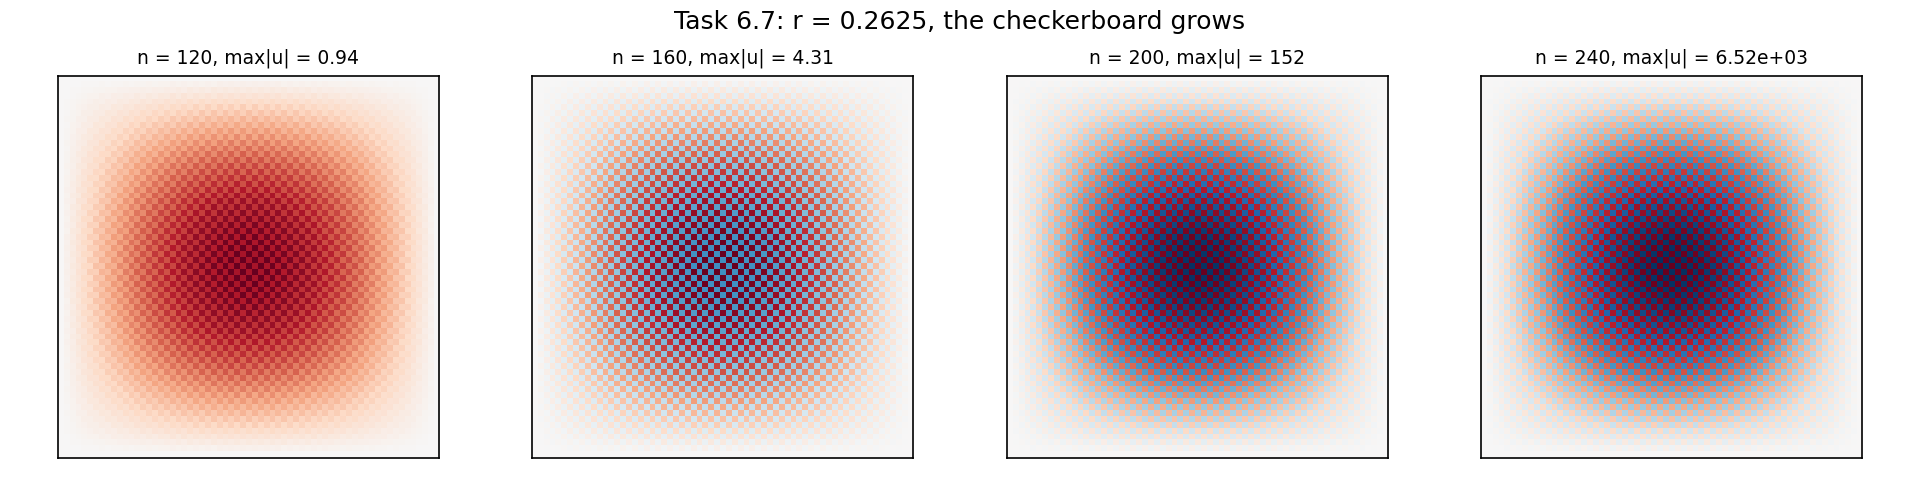 Task 6.7: r = 0.2625, the checkerboard grows
n = 120, max|u| = 0.94
n = 160, max|u| = 4.31
n = 200, max|u| = 152
n = 240, max|u| = 6.52e+03